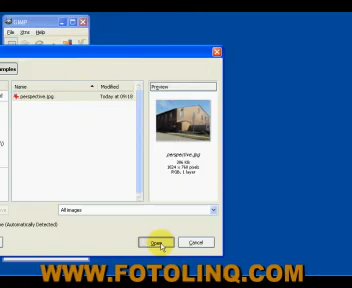 GIMP
File Xtns Help
amples
Name Modified Preview
perspective.jpg Today at 09:18
perspective.jpg
1024 x 768 pixels
RGB, 1 layer
All images
(Automatically Detected)
Open Cancel
WWW.FOTOLINQ.COM